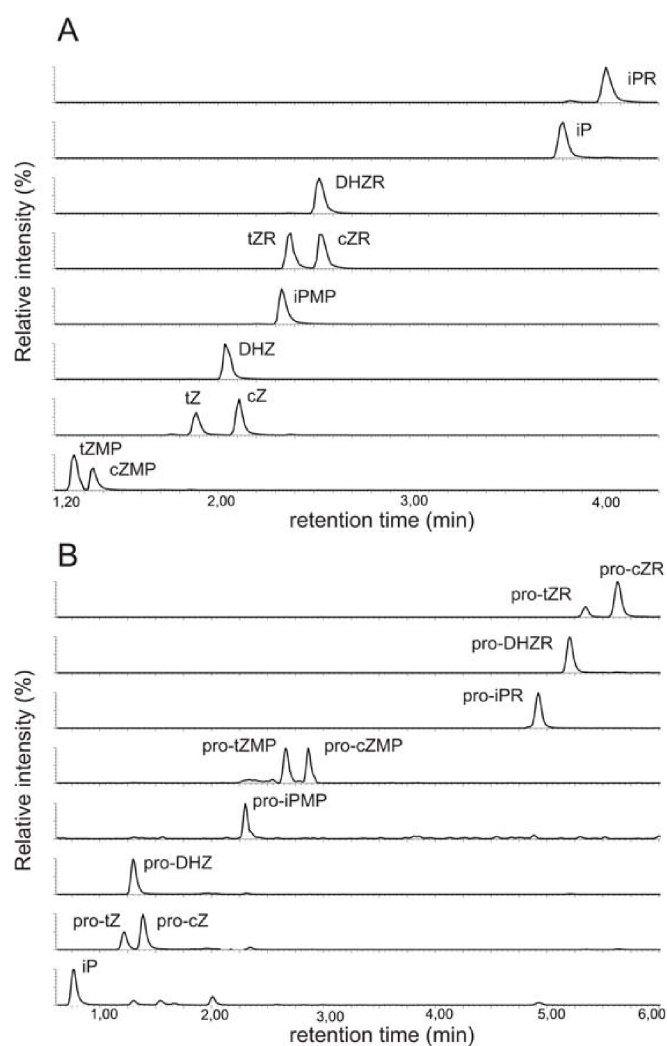 A
iPR
iP
DHZR
tZR cZR
iPMP
DHZ
tZ cZ
tZMP
cZMP
1,20 2,00 3,00 4,00
retention time (min)
Relative intensity (%)
B
pro-cZR
pro-tZR
pro-DHZR
pro-iPR
pro-tZMP pro-cZMP
pro-iPMP
pro-DHZ
pro-tZ pro-cZ
iP
1,00 2,00 3,00 4,00 5,00 6,00
retention time (min)
Relative intensity (%)